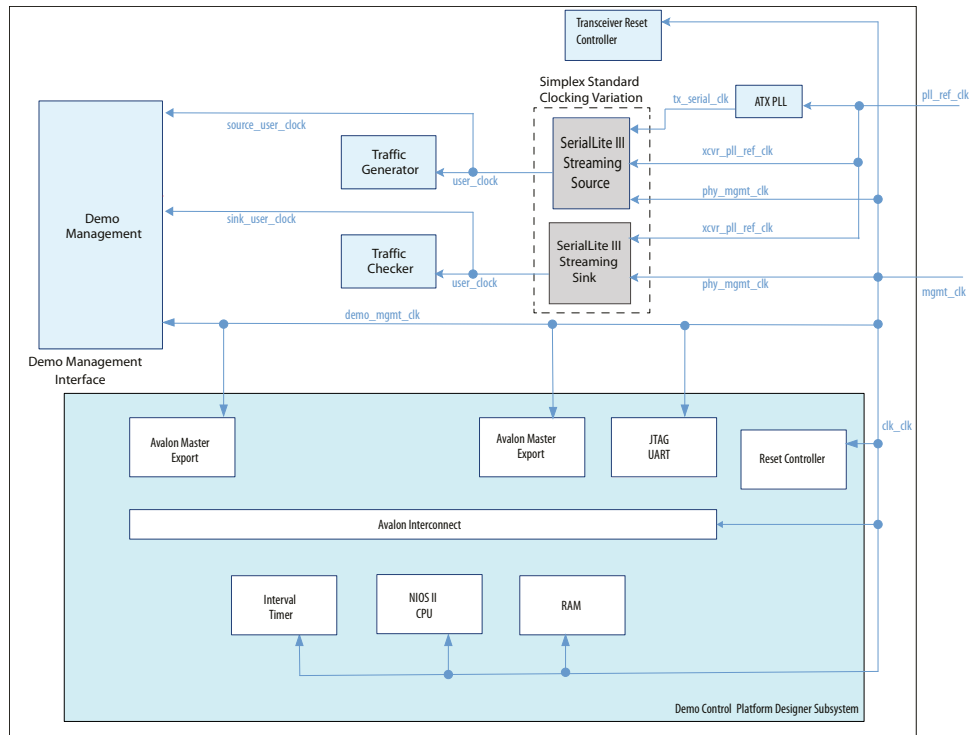 Transceiver Reset
Controller
Simplex Standard
Clocking Variation
tx_serial_clk
ATX PLL
pll_ref_clk
source_user_clock
Traffic
Generator
user_clock
SerialLite III
Streaming
Source
xcvr_pll_ref_clk
phy_mgmt_clk
Demo
Management
sink_user_clock
Traffic
Checker
user_clock
SerialLite III
Streaming
Sink
xcvr_pll_ref_clk
phy_mgmt_clk
mgmt_clk
demo_mgmt_clk
Demo Management
Interface
Avalon Master
Export
Avalon Master
Export
JTAG
UART
clk_clk
Reset Controller
Avalon Interconnect
Interval
Timer
NIOS II
CPU
RAM
Demo Control Platform Designer Subsystem